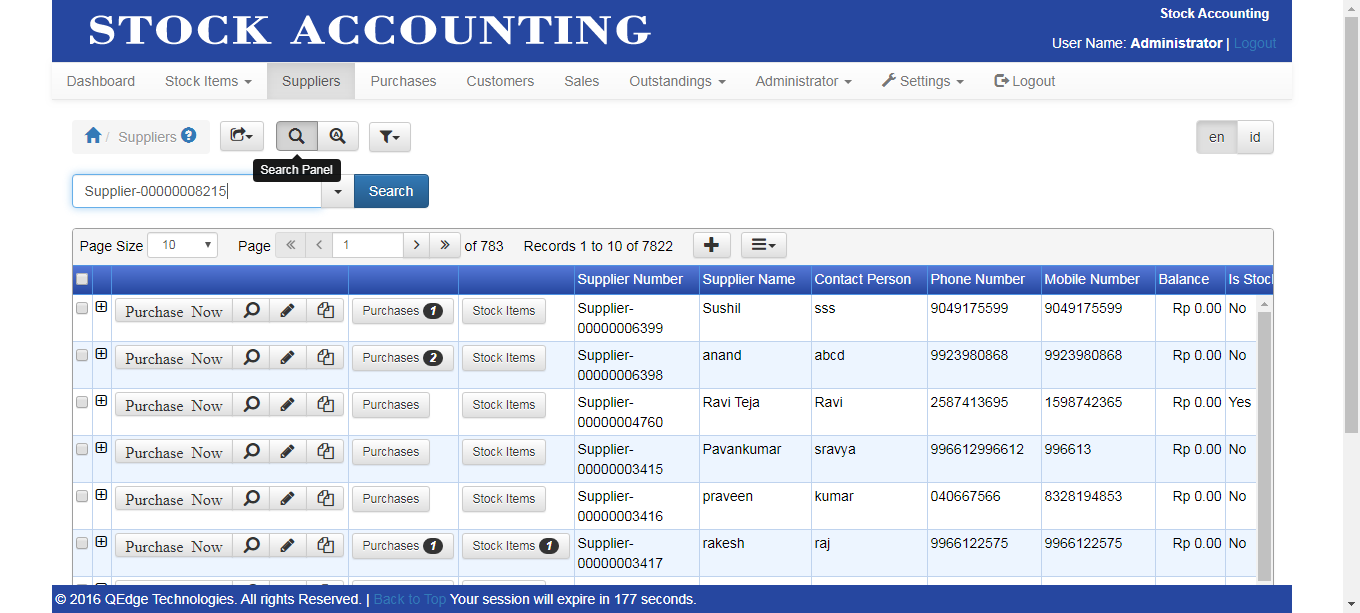 STOCK ACCOUNTING
Stock Accounting
User Name: Administrator | Logout
Dashboard Stock Items Suppliers Purchases Customers Sales Outstandings Administrator Settings Logout
/ Suppliers ?
en id
Search Panel
Supplier-00000008215 Search
Page Size 10 Page 1 of 783 Records 1 to 10 of 7822
Supplier Number Supplier Name Contact Person Phone Number Mobile Number Balance Is Stoc
Purchase Now Purchases 1 Stock Items Supplier- Sushil sss 9049175599 9049175599 Rp 0.00 No
00000006399
Purchase Now Purchases 2 Stock Items Supplier- anand abcd 9923980868 9923980868 Rp 0.00 No
00000006398
Purchase Now Purchases Stock Items Supplier- Ravi Teja Ravi 2587413695 1598742365 Rp 0.00 Yes
00000004760
Purchase Now Purchases Stock Items Supplier- Pavankumar sravya 996612996612 996613 Rp 0.00 No
00000003415
Purchase Now Purchases Stock Items Supplier- praveen kumar 040667566 8328194853 Rp 0.00 No
00000003416
Purchase Now Purchases 1 Stock Items 1 Supplier- rakesh raj 9966122575 9966122575 Rp 0.00 No
00000003417
© 2016 QEdge Technologies. All rights Reserved. | Back to Top Your session will expire in 177 seconds.